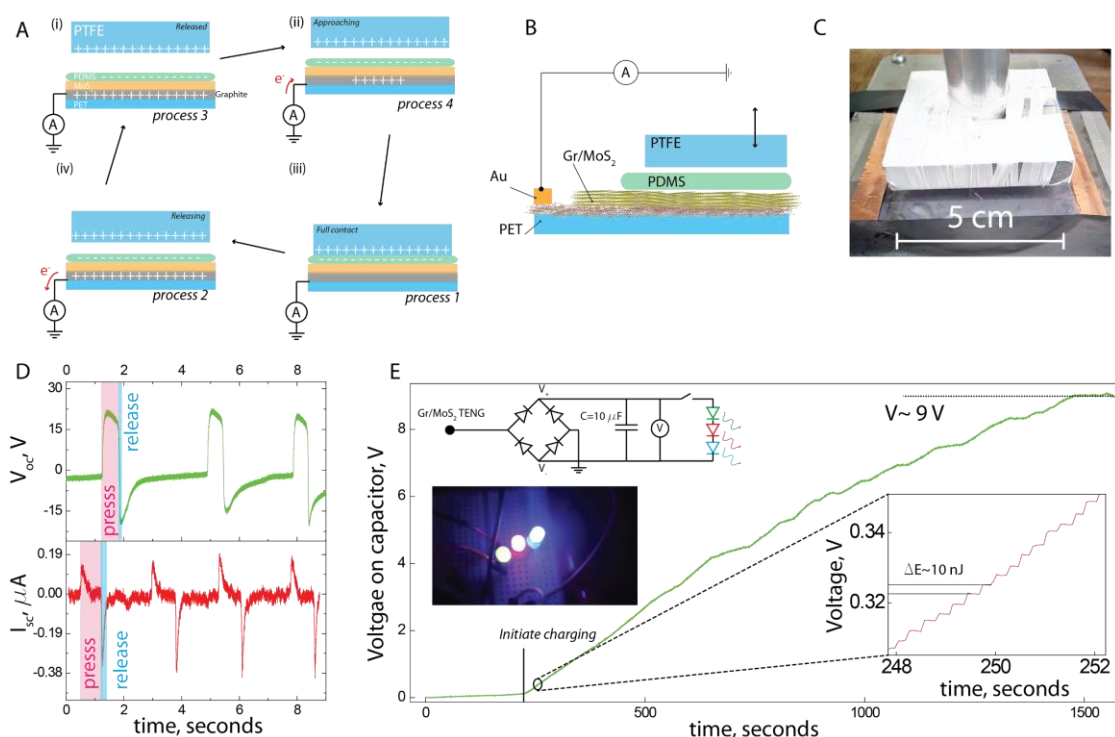 A
(i)
PTFE
Released
+++++++++++++
PDMS
- - - - - - - - - - - - -
MoS₂
+++++++++++++
Graphite
PET
process 3
A
(ii)
Approaching
+++++++++++++
e⁻
+++++++
process 4
A
(iii)
Full contact
+++++++++++++
process 1
A
(iv)
Releasing
+++++++++++++
e⁻
+++++++++++++
process 2
A
B
A
PTFE
Gr/MoS₂
Au
PDMS
PET
C
5 cm
D
0 2 4 6 8
30
15
0
-15
Voc, V
presss
release
0.19
0.00
-0.19
-0.38
Isc, μA
presss
release
0 2 4 6 8
time, seconds
E
Voltgae on capacitor, V
8
6
4
2
0
Gr/MoS₂ TENG
V₊
V₋
C=10 μF
V
V~ 9 V
Initiate charging
0 500 1000 1500
time, seconds
Voltage, V
0.34
0.32
ΔE~10 nJ
248 250 252
time, seconds